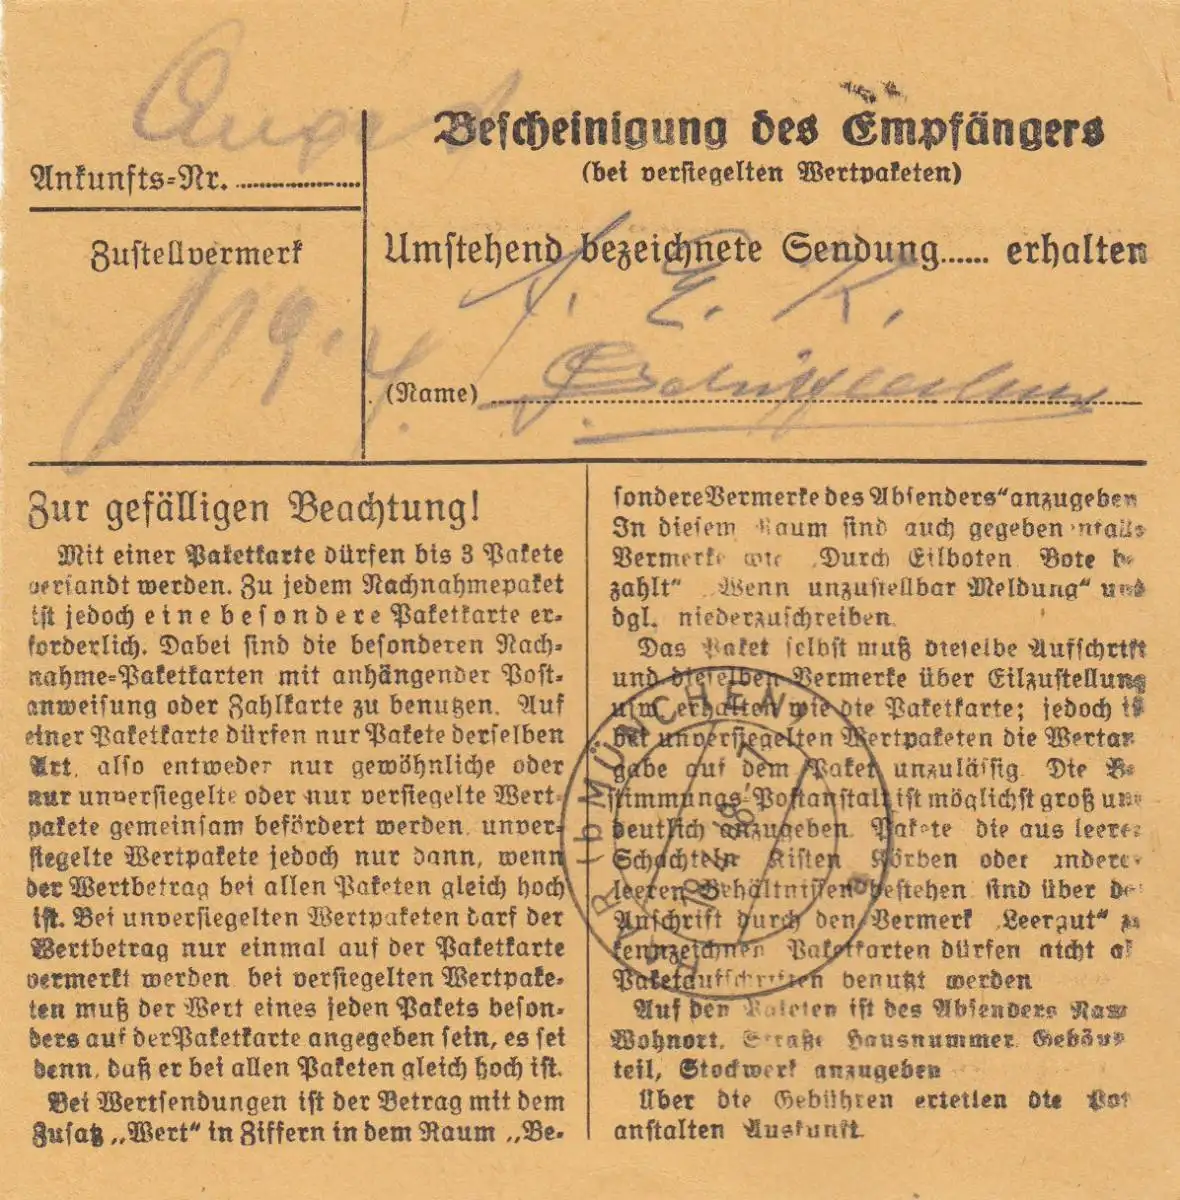 Bescheinigung des Empfängers
(bei versiegelten Wertpaketen)
Ankunfts-Nr.
Zustellvermerk
19. 4.
Umstehend bezeichnete Sendung...... erhalten
E. K.
(Name)
Zur gefälligen Beachtung!
Mit einer Paketkarte dürfen bis 3 Pakete
versandt werden. Zu jedem Nachnahmepaket
ist jedoch eine besondere Paketkarte er-
forderlich. Dabei sind die besonderen Nach-
nahme-Paketkarten mit anhängender Post-
anweisung oder Zahlkarte zu benutzen. Auf
einer Paketkarte dürfen nur Pakete derselben
Art, also entweder nur gewöhnliche oder
nur unversiegelte oder nur versiegelte Wert-
pakete gemeinsam befördert werden, unver-
siegelte Wertpakete jedoch nur dann, wenn
der Wertbetrag bei allen Paketen gleich hoch
ist. Bei unversiegelten Wertpaketen darf der
Wertbetrag nur einmal auf der Paketkarte
vermerkt werden, bei versiegelten Wertpake-
ten muß der Wert eines jeden Pakets beson-
ders auf der Paketkarte angegeben sein, es sei
denn, daß er bei allen Paketen gleich hoch ist.
Bei Wertsendungen ist der Betrag mit dem
Zusatz „Wert“ in Ziffern in dem Raum „Be-
sondere Vermerke des Absenders“ anzugeben
In diesem Raum sind auch gegebenenfalls
Vermerke wie „Durch Eilboten Bote be-
zahlt“ „Wenn unzustellbar Meldung“ und
dgl. niederzuschreiben.
Das Paket selbst muß dieselbe Aufschrift
und dieselben Vermerke über Eilzustellung
usw. erhalten wie die Paketkarte; jedoch ist
bei unversiegelten Wertpaketen die Wertan-
gabe auf dem Paket unzulässig. Die Be-
stimmungs-Postanstalt ist möglichst groß und
deutlich anzugeben. Pakete die aus leeren
Schachteln Kisten Körben oder anderen
leeren Behältnissen bestehen sind über der
Anschrift durch den Vermerk „Leergut“ zu
kennzeichnen Paketkarten dürfen nicht als
Paketaufschriften benutzt werden
Auf den Paketen ist des Absenders Name
Wohnort, Straße Hausnummer, Gebäude-
teil, Stockwerk anzugeben
Über die Gebühren erteilen die Post-
anstalten Auskunft.
(b MÜNCHEN